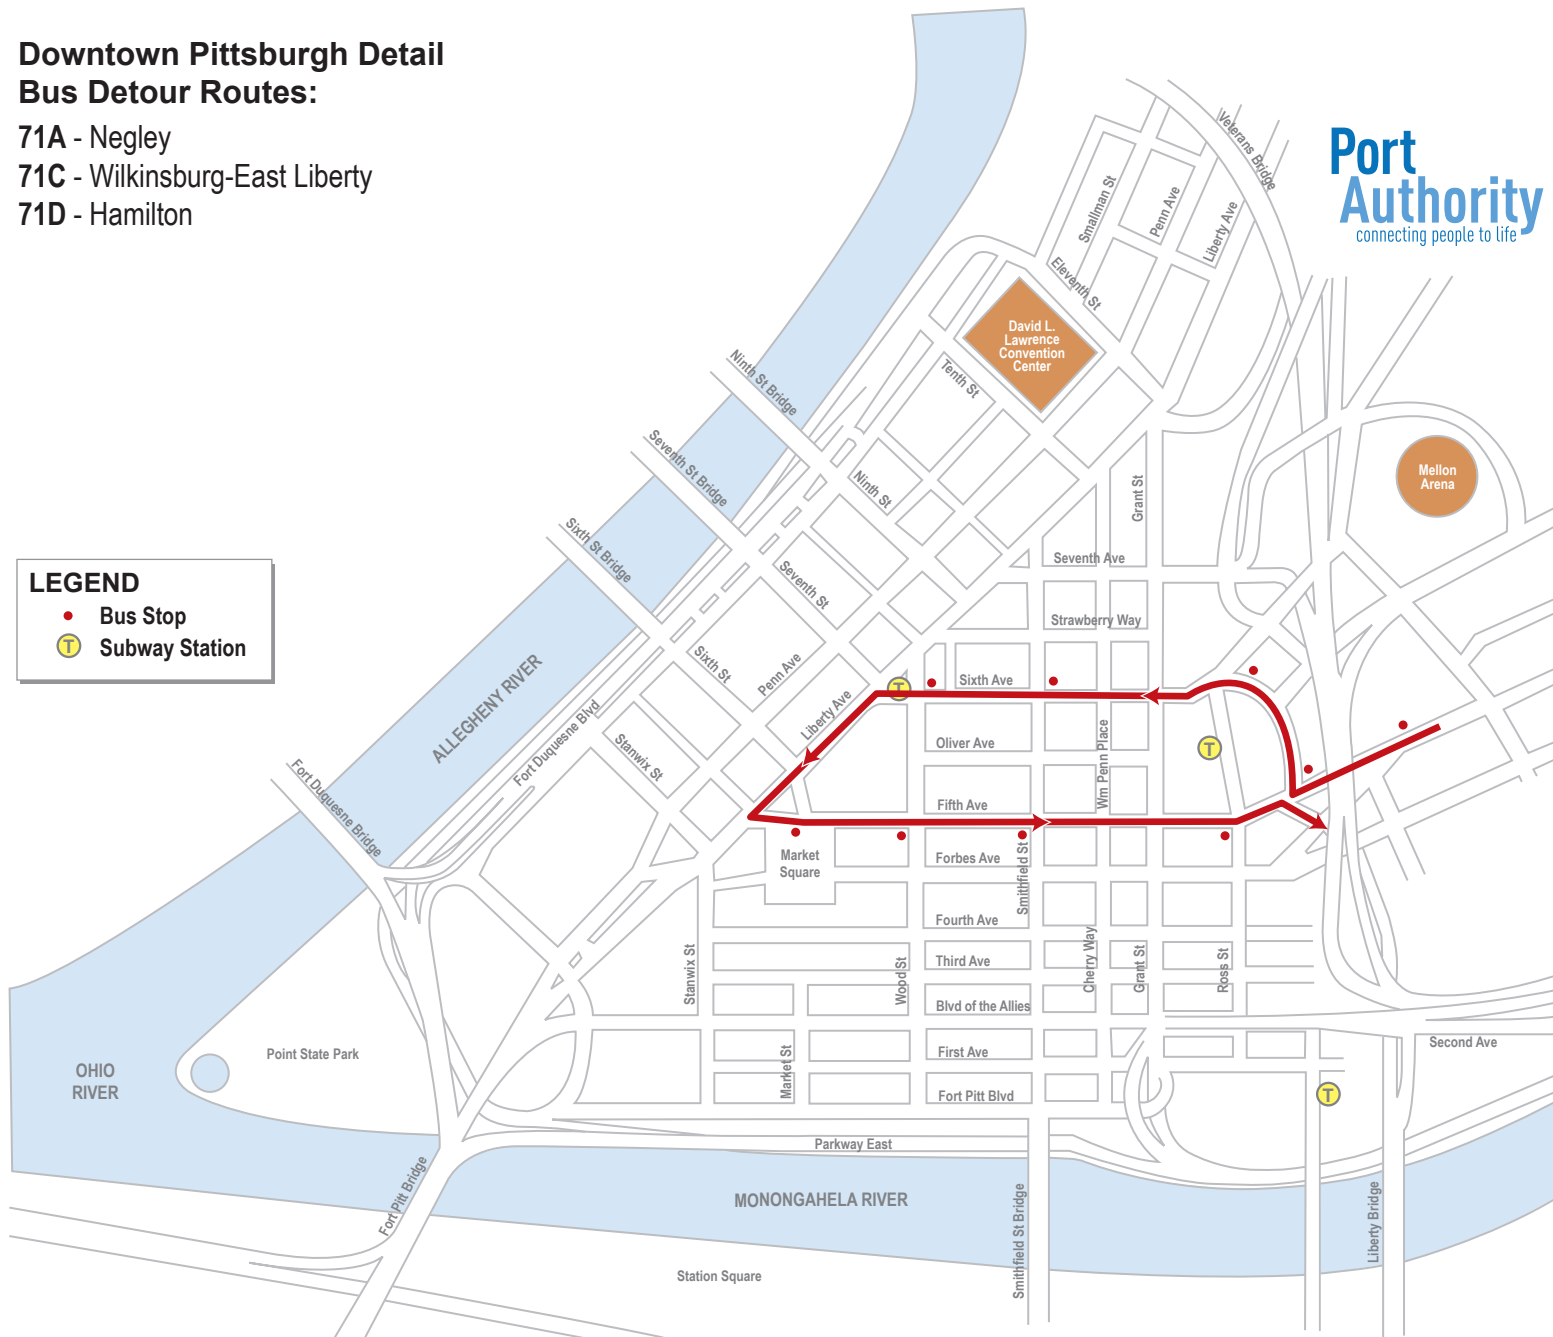 Downtown Pittsburgh Detail
Bus Detour Routes:
71A - Negley
71C - Wilkinsburg-East Liberty
71D - Hamilton
Port
Authority
connecting people to life
LEGEND
Bus Stop
T
Subway Station
Veterans Bridge
Smallman St
Penn Ave
Liberty Ave
Eleventh St
David L.
Lawrence
Convention
Center
Tenth St
Ninth St Bridge
Seventh St Bridge
Sixth St Bridge
Ninth St
Grant St
Mellon
Arena
Seventh Ave
Seventh St
Strawberry Way
Sixth St
Penn Ave
Sixth Ave
T
Liberty Ave
ALLEGHENY RIVER
Fort Duquesne Blvd
Stanwix St
Oliver Ave
Wm Penn Place
T
Fort Duquesne Bridge
Fifth Ave
Market
Square
Forbes Ave
Smithfield St
Fourth Ave
Stanwix St
Wood St
Third Ave
Cherry Way
Grant St
Ross St
Blvd of the Allies
Point State Park
OHIO
RIVER
Market St
First Ave
Second Ave
Fort Pitt Blvd
T
Parkway East
Fort Pitt Bridge
MONONGAHELA RIVER
Smithfield St Bridge
Liberty Bridge
Station Square